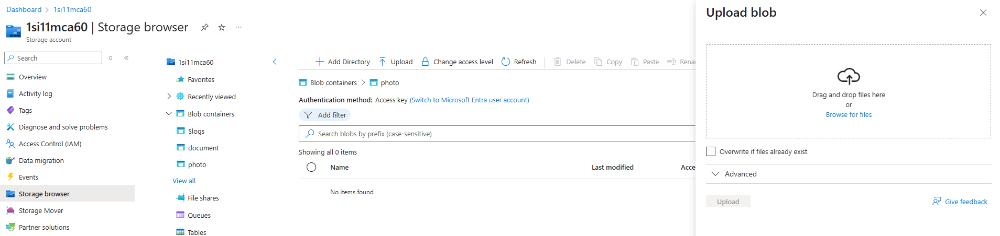 Dashboard > 1si11mca60
1si11mca60 | Storage browser
Storage account
Search
Overview
Activity log
Tags
Diagnose and solve problems
Access Control (IAM)
Data migration
Events
Storage browser
Storage Mover
Partner solutions
1si11mca60
Favorites
Recently viewed
Blob containers
$logs
document
photo
View all
File shares
Queues
Tables
Add Directory Upload Change access level Refresh Delete Copy Paste Renan
Blob containers > photo
Authentication method: Access key (Switch to Microsoft Entra user account)
Add filter
Search blobs by prefix (case-sensitive)
Showing all 0 items
Name Last modified Acce
No items found
Upload blob
Drag and drop files here
or
Browse for files
Overwrite if files already exist
Advanced
Upload Give feedback